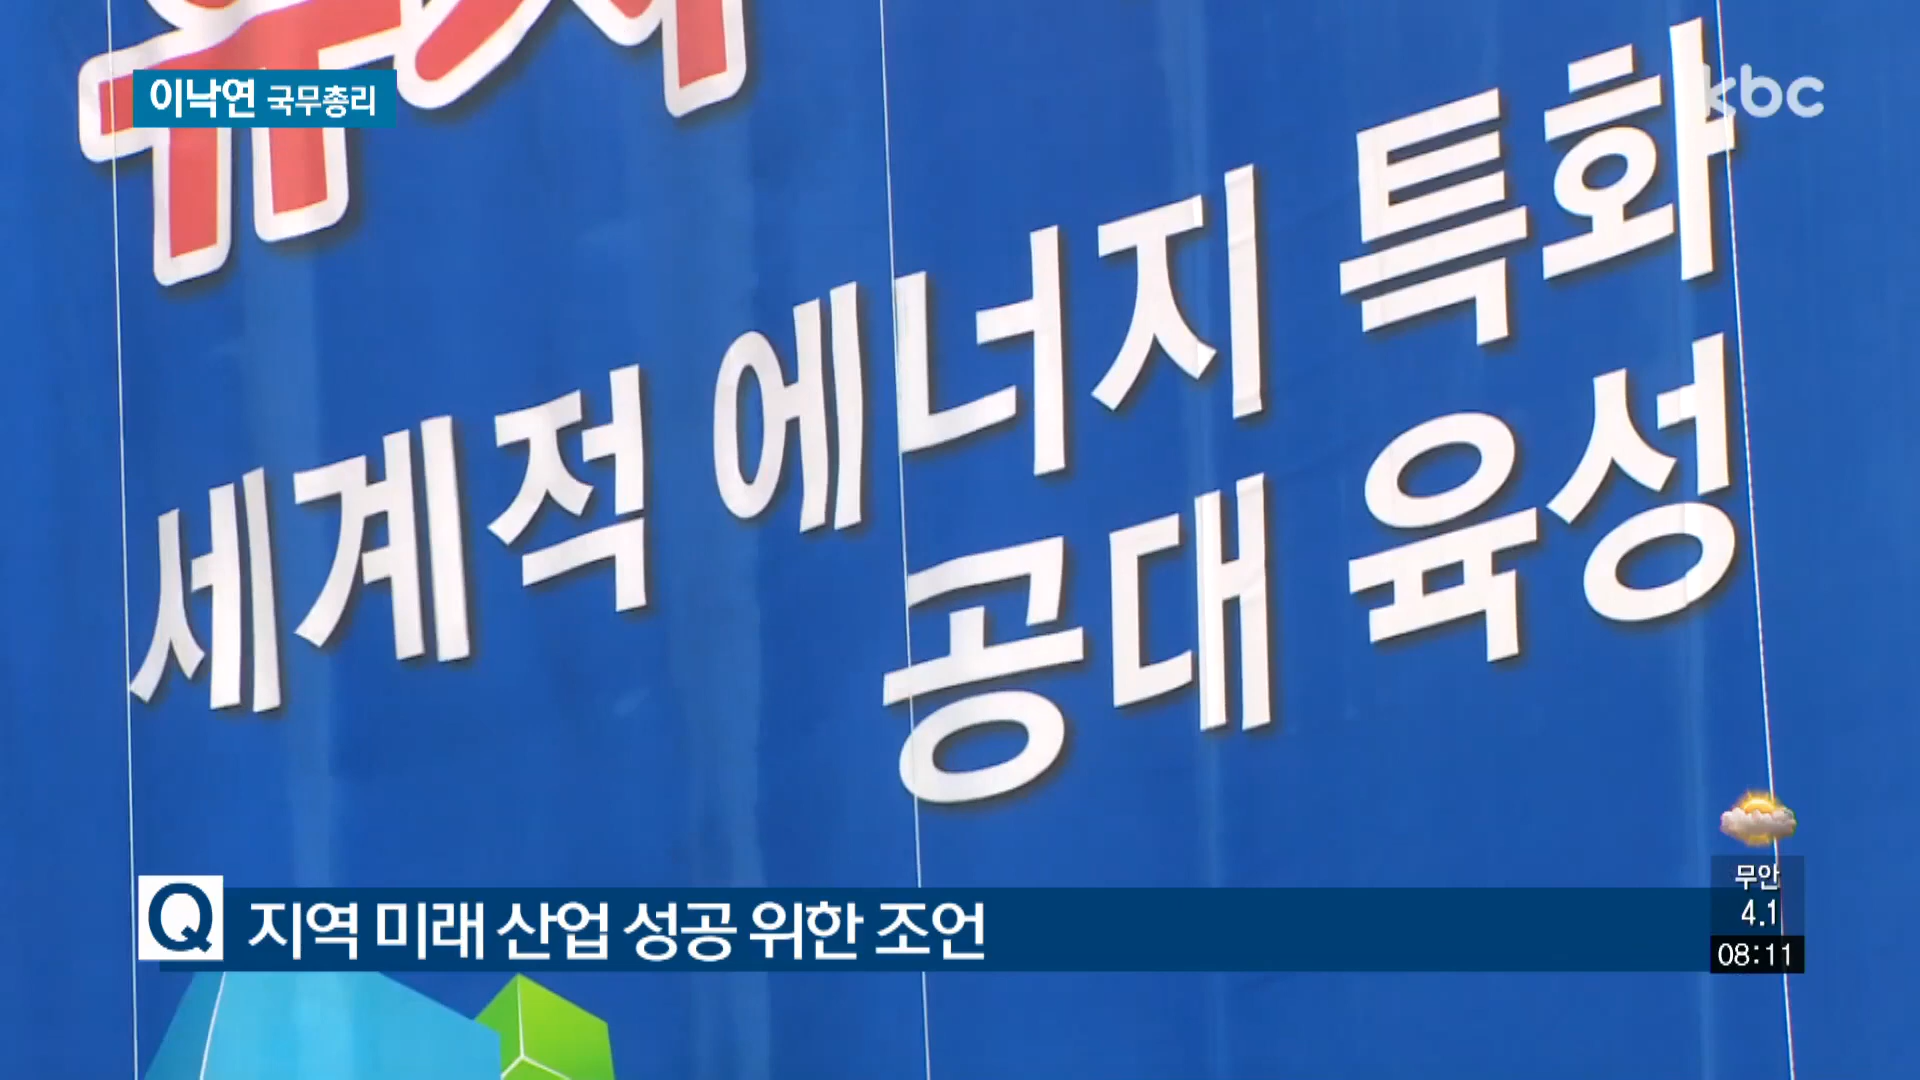 이낙연 국무총리
kbc
세계적 에너지 특화
공대 육성
무안
4.1
08:11
Q 지역 미래 산업 성공 위한 조언